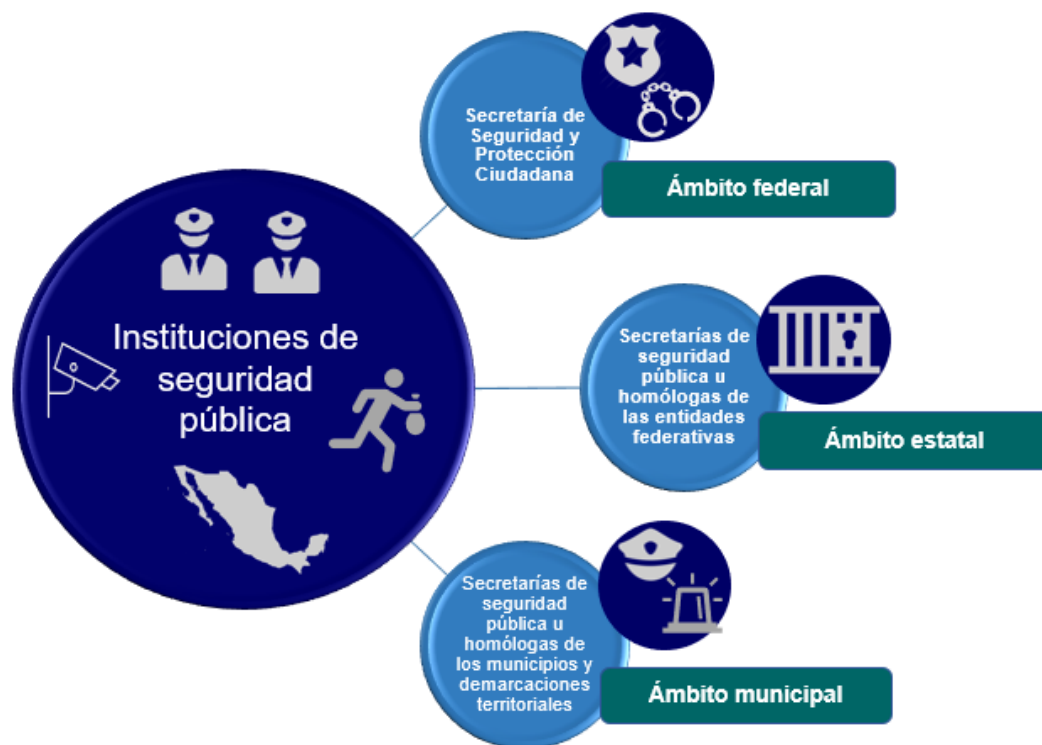 Instituciones de
seguridad
pública
Secretaría de
Seguridad y
Protección
Ciudadana
Ámbito federal
Secretarías de
seguridad
pública u
homólogas de
las entidades
federativas
Ámbito estatal
Secretarías de
seguridad
pública u
homólogas de
los municipios y
demarcaciones
territoriales
Ámbito municipal